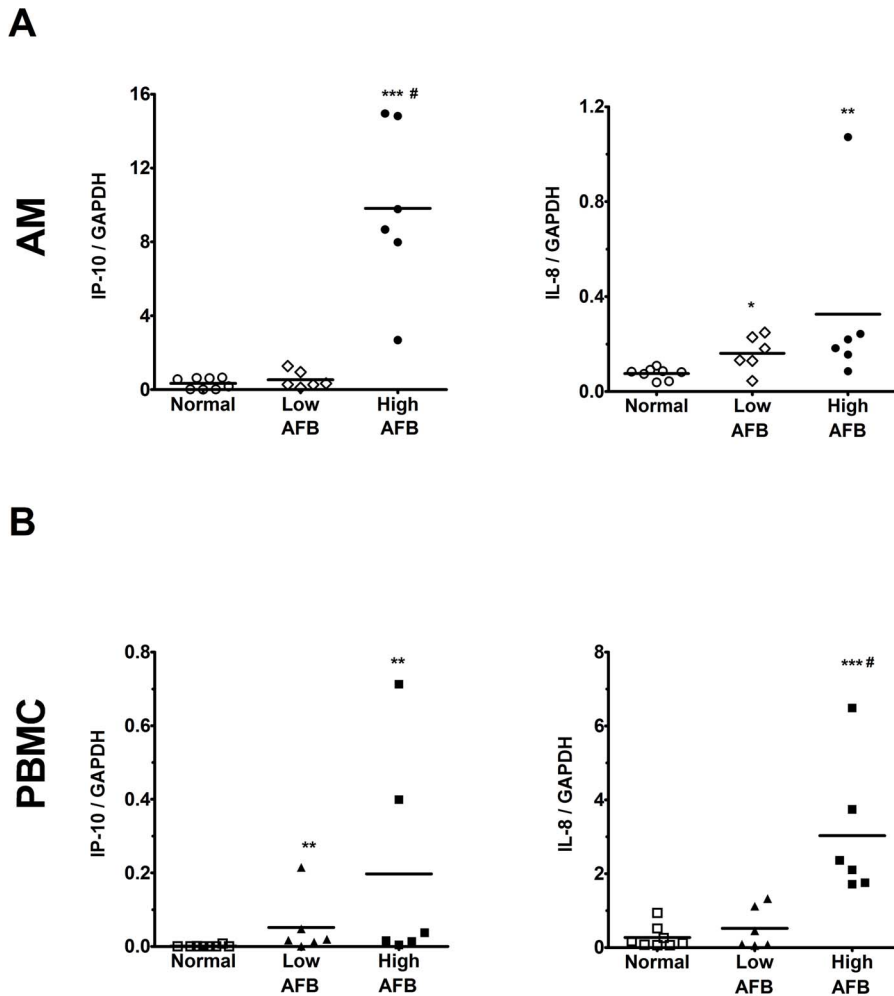 A
AM
IP-10 / GAPDH
16
12
8
4
0
*** #
Normal
Low
AFB
High
AFB
IL-8 / GAPDH
1.2
0.8
0.4
0.0
*
**
Normal
Low
AFB
High
AFB
B
PBMC
IP-10 / GAPDH
0.8
0.6
0.4
0.2
0.0
**
**
Normal
Low
AFB
High
AFB
IL-8 / GAPDH
8
6
4
2
0
*** #
Normal
Low
AFB
High
AFB